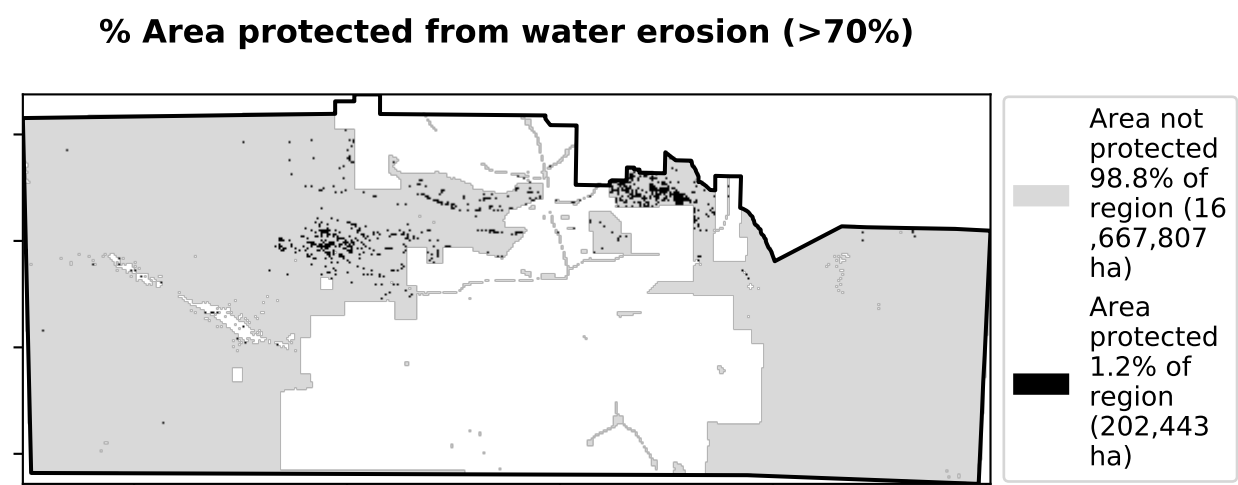 % Area protected from water erosion (>70%)
Area not
protected
98.8% of
region (16
,667,807
ha)
Area
protected
1.2% of
region
(202,443
ha)